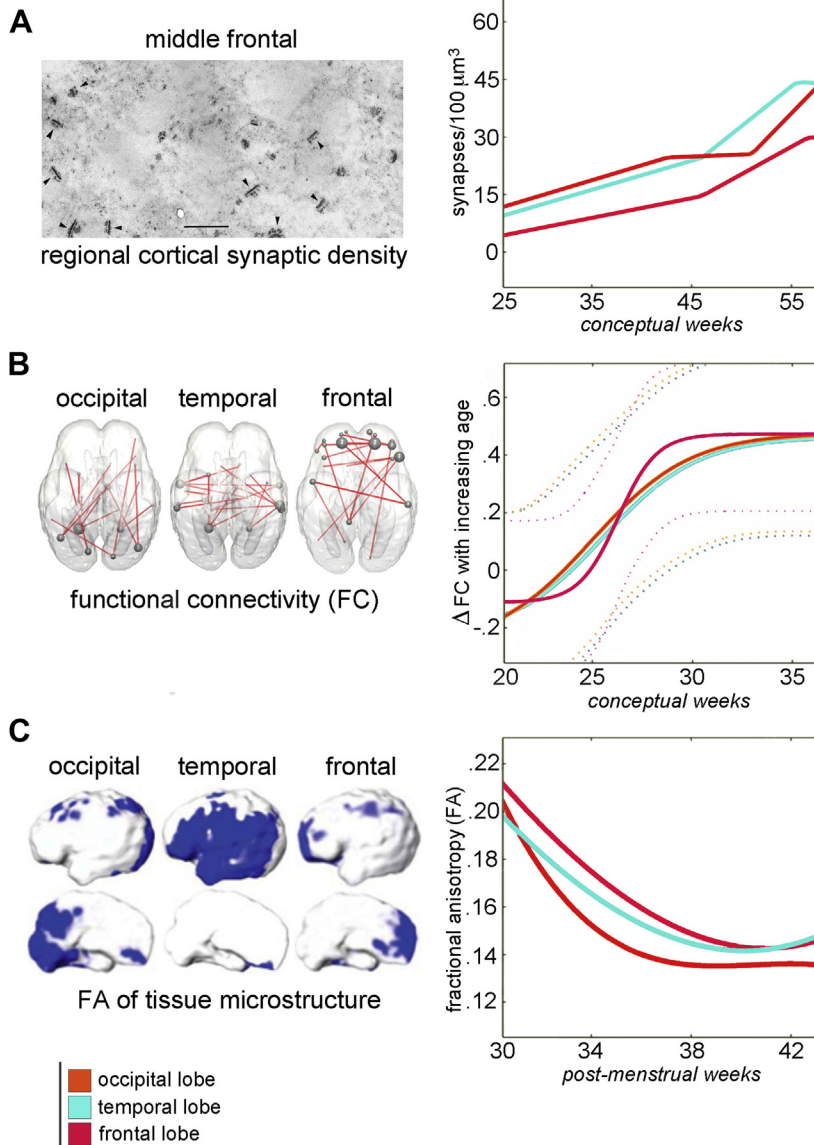 A
middle frontal
regional cortical synaptic density
synapses/100 µm³
60
45
30
15
0
25 35 45 55
conceptual weeks
B
occipital temporal frontal
functional connectivity (FC)
Δ FC with increasing age
.6
.4
.2
0
-.2
20 25 30 35
conceptual weeks
C
occipital temporal frontal
FA of tissue microstructure
fractional anisotropy (FA)
.22
.20
.18
.16
.14
.12
30 34 38 42
post-menstrual weeks
occipital lobe
temporal lobe
frontal lobe